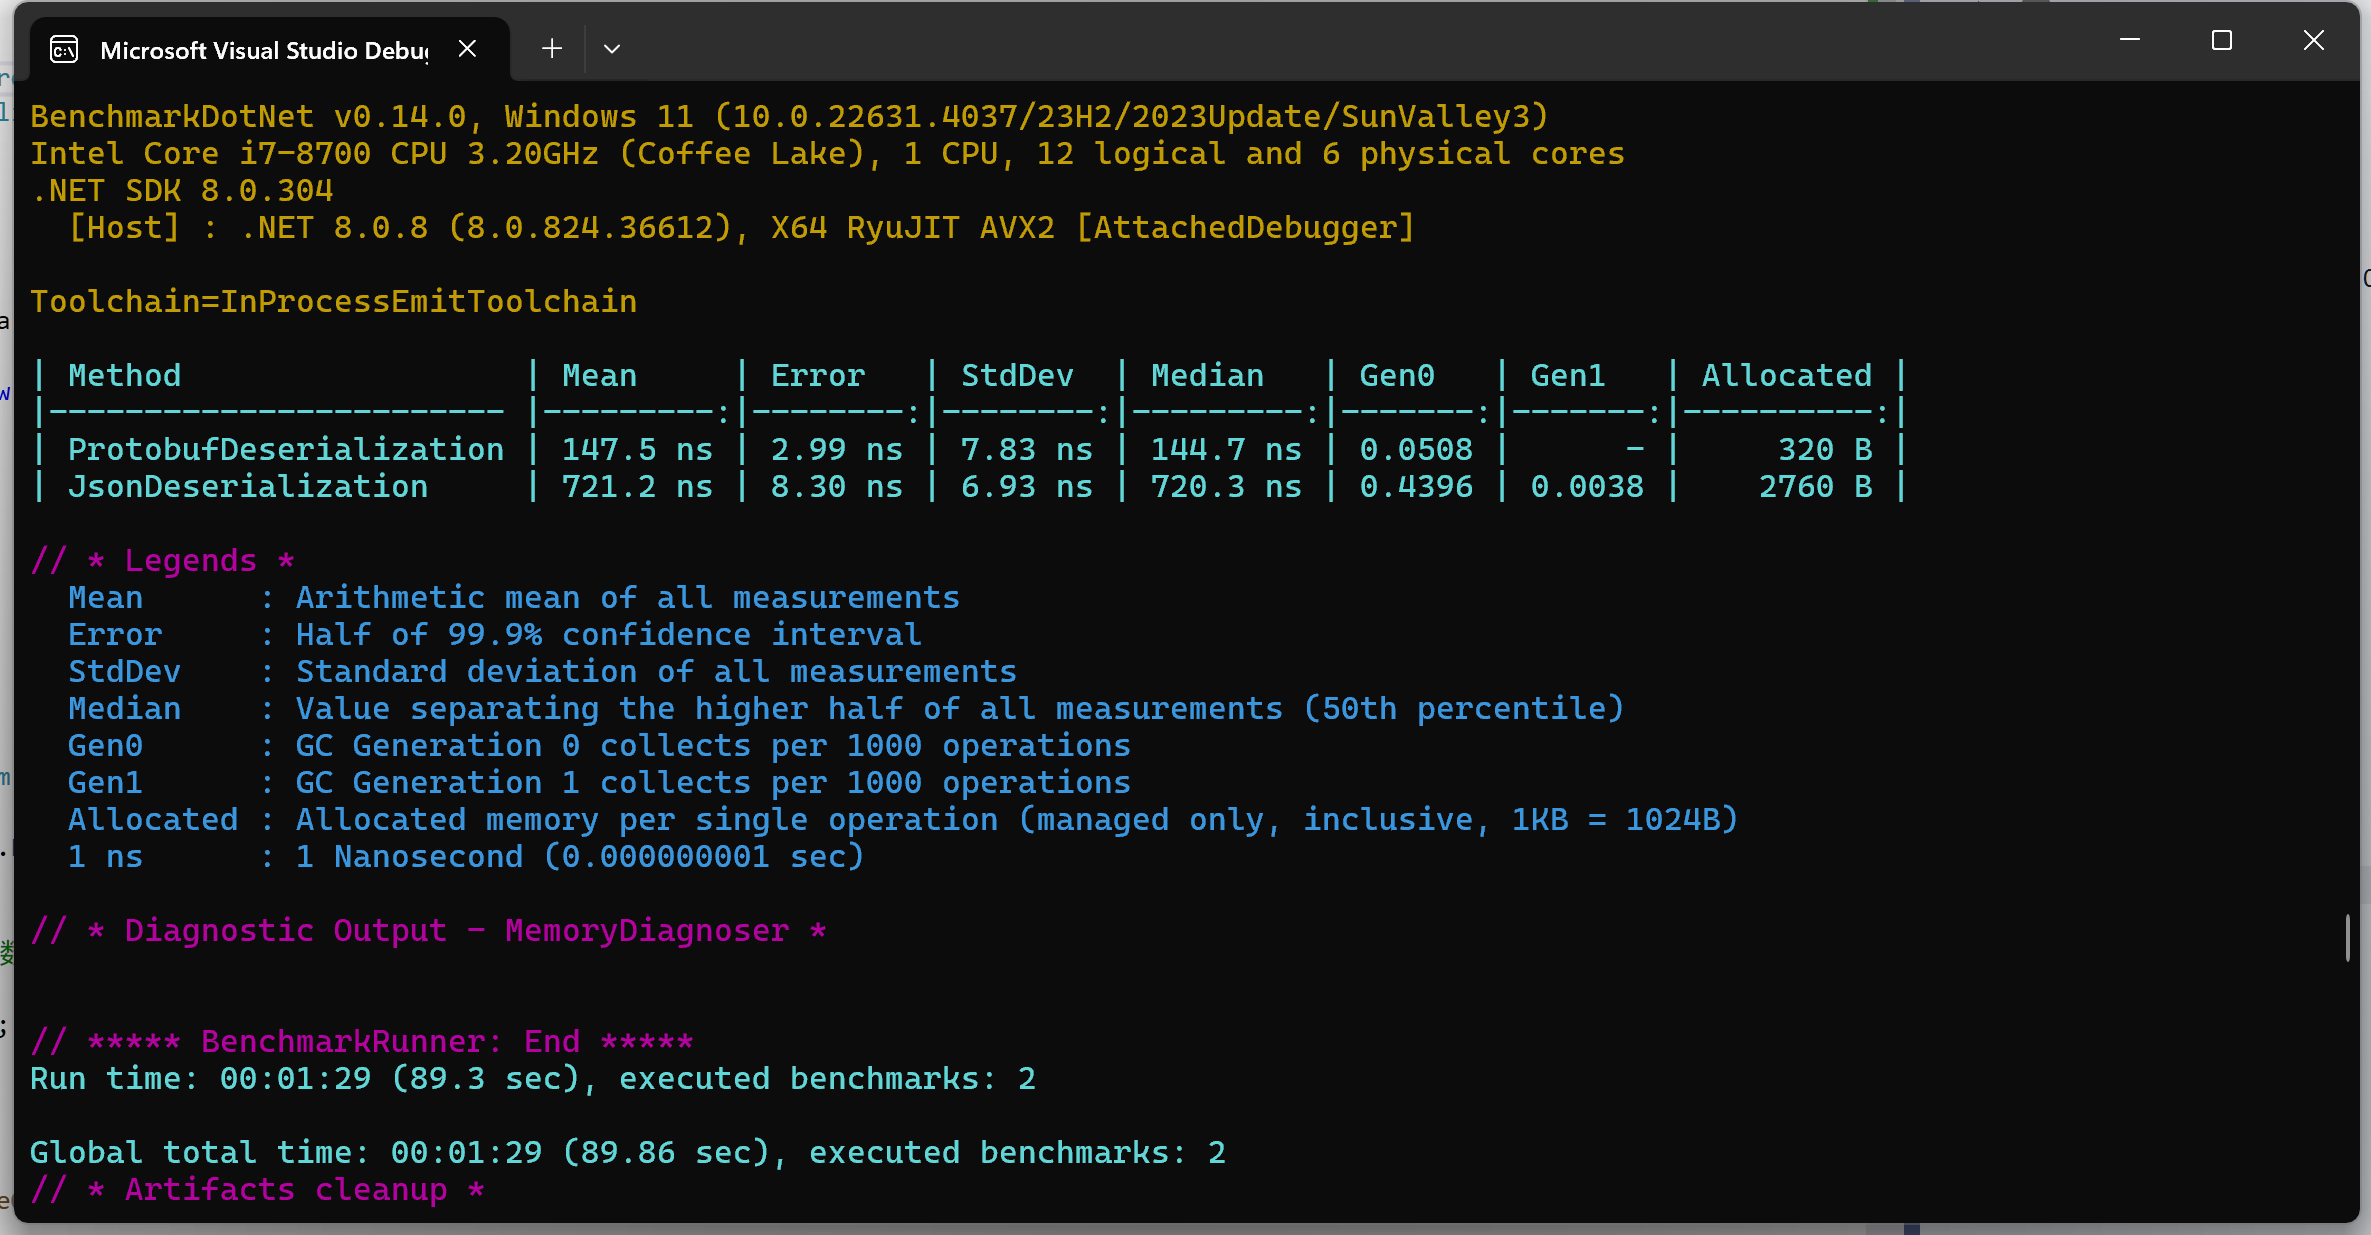 Microsoft Visual Studio Debug
BenchmarkDotNet v0.14.0, Windows 11 (10.0.22631.4037/23H2/2023Update/SunValley3)
Intel Core i7-8700 CPU 3.20GHz (Coffee Lake), 1 CPU, 12 logical and 6 physical cores
.NET SDK 8.0.304
  [Host] : .NET 8.0.8 (8.0.824.36612), X64 RyuJIT AVX2 [AttachedDebugger]
Toolchain=InProcessEmitToolchain
| Method                  | Mean     | Error   | StdDev  | Median   | Gen0   | Gen1   | Allocated |
|------------------------ |---------:|--------:|--------:|---------:|-------:|-------:|----------:|
| ProtobufDeserialization | 147.5 ns | 2.99 ns | 7.83 ns | 144.7 ns | 0.0508 |      - |     320 B |
| JsonDeserialization     | 721.2 ns | 8.30 ns | 6.93 ns | 720.3 ns | 0.4396 | 0.0038 |    2760 B |
// * Legends *
  Mean      : Arithmetic mean of all measurements
  Error     : Half of 99.9% confidence interval
  StdDev    : Standard deviation of all measurements
  Median    : Value separating the higher half of all measurements (50th percentile)
  Gen0      : GC Generation 0 collects per 1000 operations
  Gen1      : GC Generation 1 collects per 1000 operations
  Allocated : Allocated memory per single operation (managed only, inclusive, 1KB = 1024B)
  1 ns      : 1 Nanosecond (0.000000001 sec)
// * Diagnostic Output - MemoryDiagnoser *
// ***** BenchmarkRunner: End *****
Run time: 00:01:29 (89.3 sec), executed benchmarks: 2
Global total time: 00:01:29 (89.86 sec), executed benchmarks: 2
// * Artifacts cleanup *